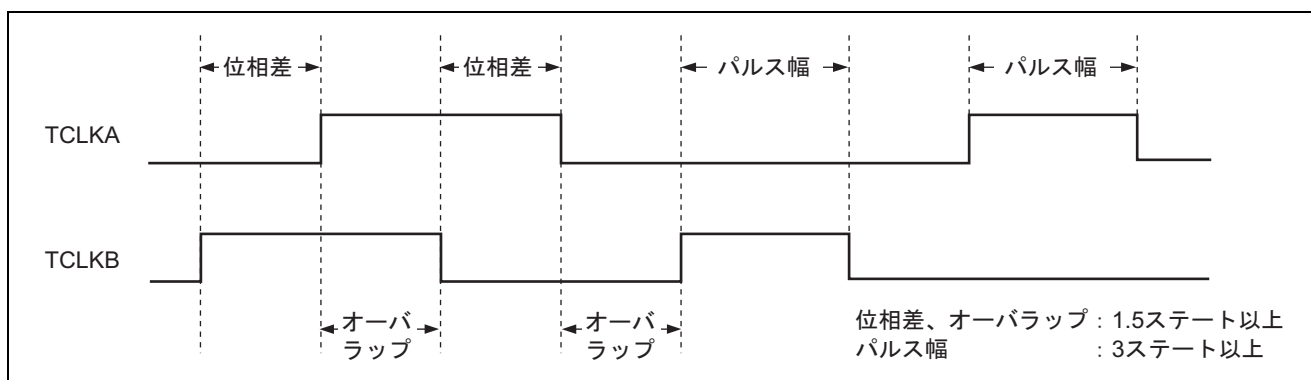 位相差
位相差
パルス幅
パルス幅
TCLKA
TCLKB
オーバ
ラップ
オーバ
ラップ
位相差、オーバラップ : 1.5ステート以上
パルス幅 : 3ステート以上